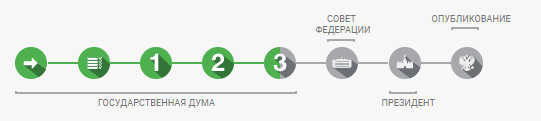 СОВЕТ
ФЕДЕРАЦИИ
ОПУБЛИКОВАНИЕ
1
2
3
ГОСУДАРСТВЕННАЯ ДУМА
ПРЕЗИДЕНТ